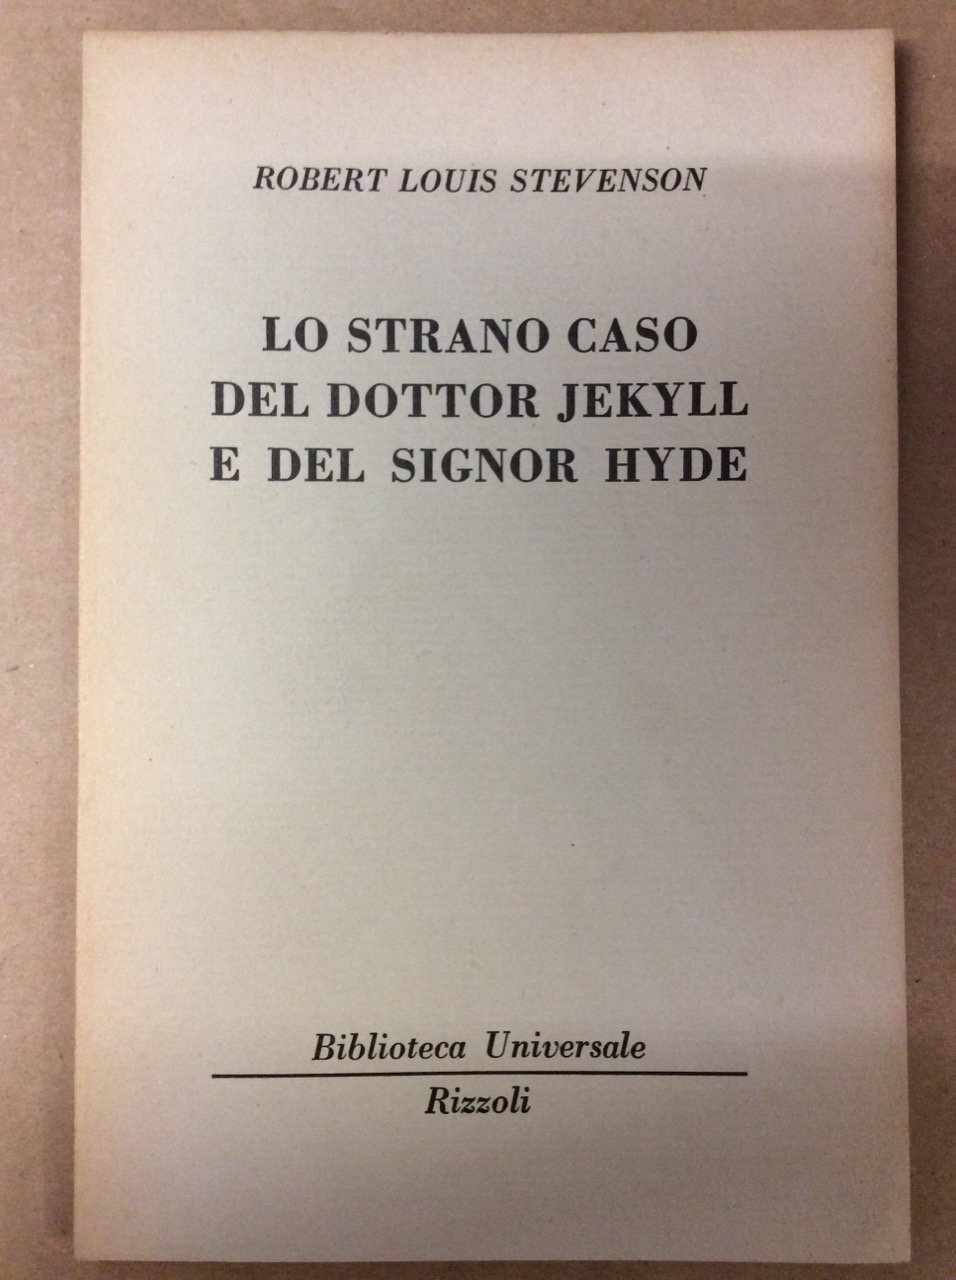 ROBERT LOUIS STEVENSON
LO STRANO CASO
DEL DOTTOR JEKYLL
E DEL SIGNOR HYDE
Biblioteca Universale
Rizzoli